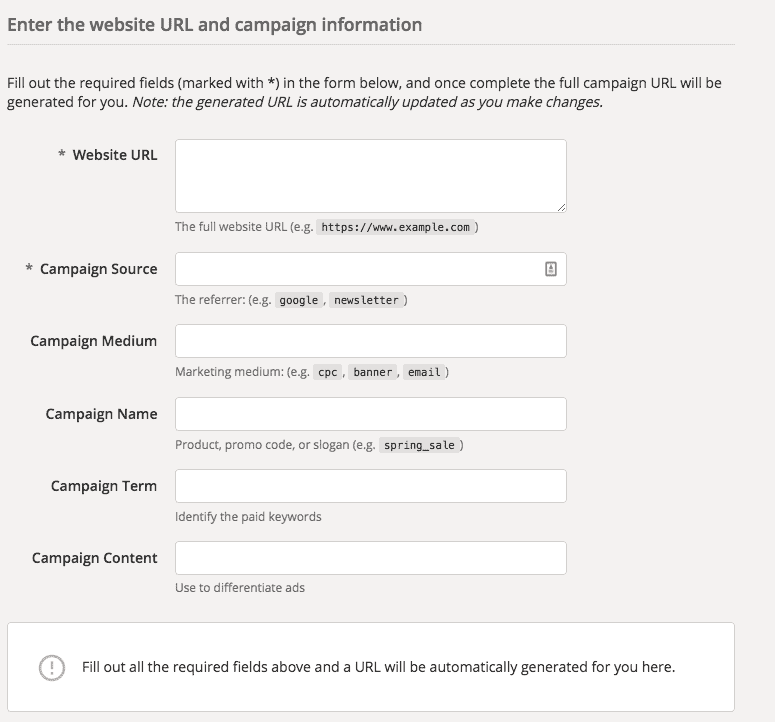 Enter the website URL and campaign information
Fill out the required fields (marked with *) in the form below, and once complete the full campaign URL will be
generated for you. Note: the generated URL is automatically updated as you make changes.
* Website URL
The full website URL (e.g. https://www.example.com )
* Campaign Source
The referrer: (e.g. google , newsletter )
Campaign Medium
Marketing medium: (e.g. cpc , banner , email )
Campaign Name
Product, promo code, or slogan (e.g. spring_sale )
Campaign Term
Identify the paid keywords
Campaign Content
Use to differentiate ads
Fill out all the required fields above and a URL will be automatically generated for you here.